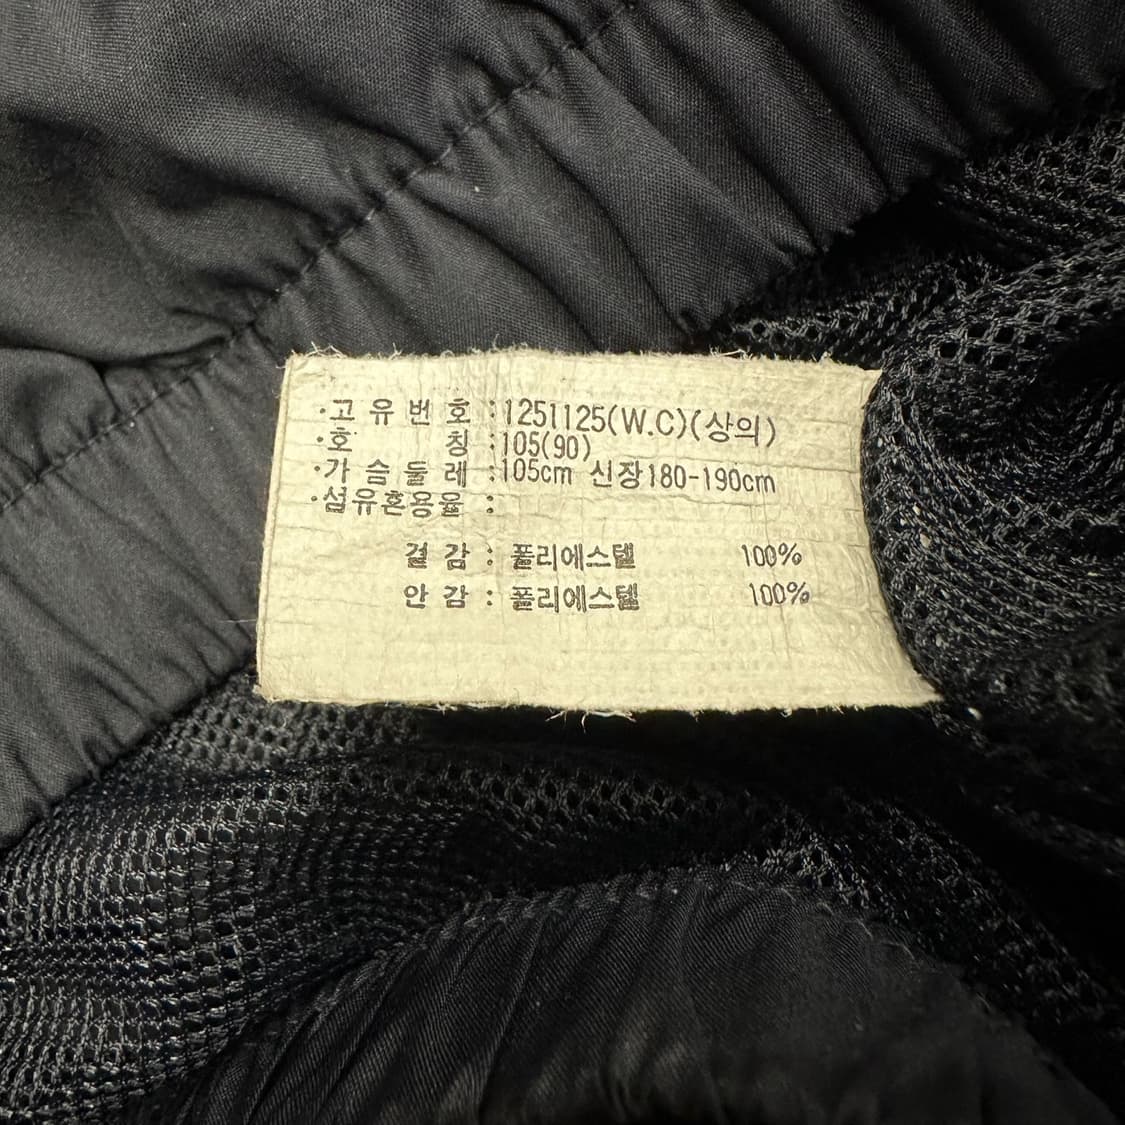 ·고유번호 : 1251125(W.C)(상의)
·호칭 : 105(90)
·가슴둘레 : 105cm 신장180-190cm
·섬유혼용율 :
겉감 : 폴리에스텔 100%
안감 : 폴리에스텔 100%